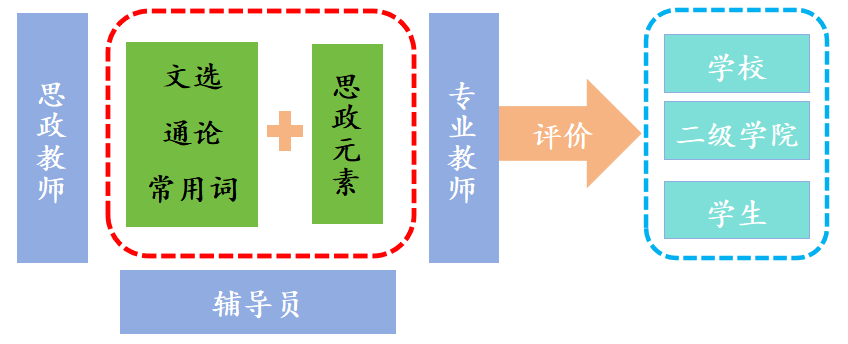 思政教师
文选
通论
常用词
思政元素
专业教师
评价
学校
二级学院
学生
辅导员